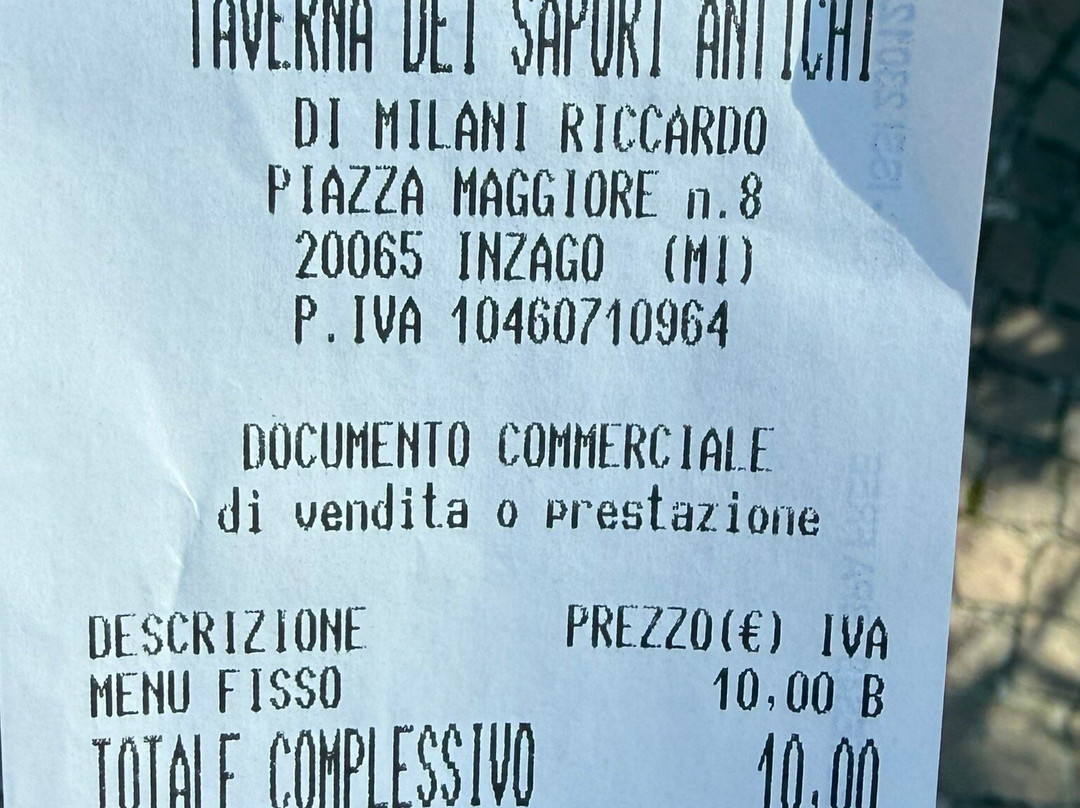 TAVERNA DEI SAPORI ANTICHI
DI MILANI RICCARDO
PIAZZA MAGGIORE n.8
20065 INZAGO (MI)
P.IVA 10460710964
DOCUMENTO COMMERCIALE
di vendita o prestazione
DESCRIZIONE PREZZO(€) IVA
MENU FISSO 10,00 B
TOTALE COMPLESSIVO 10,00